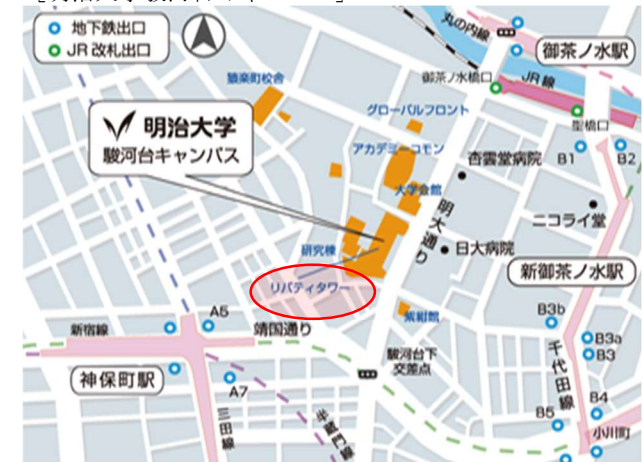 地下鉄出口
JR 改札出口
丸の内線
御茶ノ水駅
御茶ノ水橋口
JR線
聖橋口
猿楽町校舎
グローバルフロント
明治大学
駿河台キャンパス
アカデミーコモン
杏雲堂病院
B1
B2
大学会館
明大通り
ニコライ堂
研究棟
日大病院
新御茶ノ水駅
リバティタワー
紫紺館
B3b
A5
新宿線
靖国通り
B3a
B3
駿河台下
交差点
千代田線
神保町駅
A7
B4
B5
小川町
三田線
半蔵門線